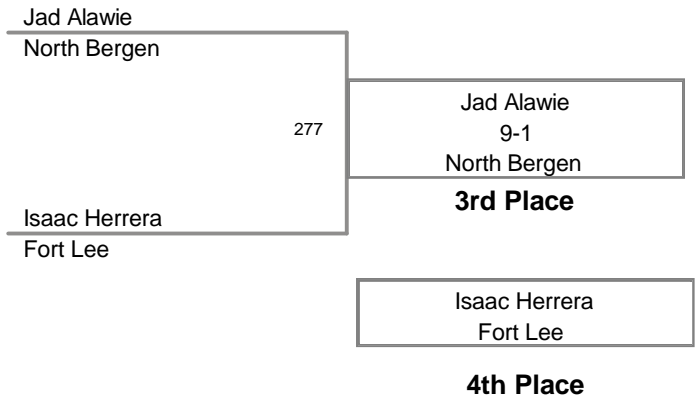 Jad Alawie
North Bergen
277
Jad Alawie
9-1
North Bergen
3rd Place
Isaac Herrera
Fort Lee
Isaac Herrera
Fort Lee
4th Place